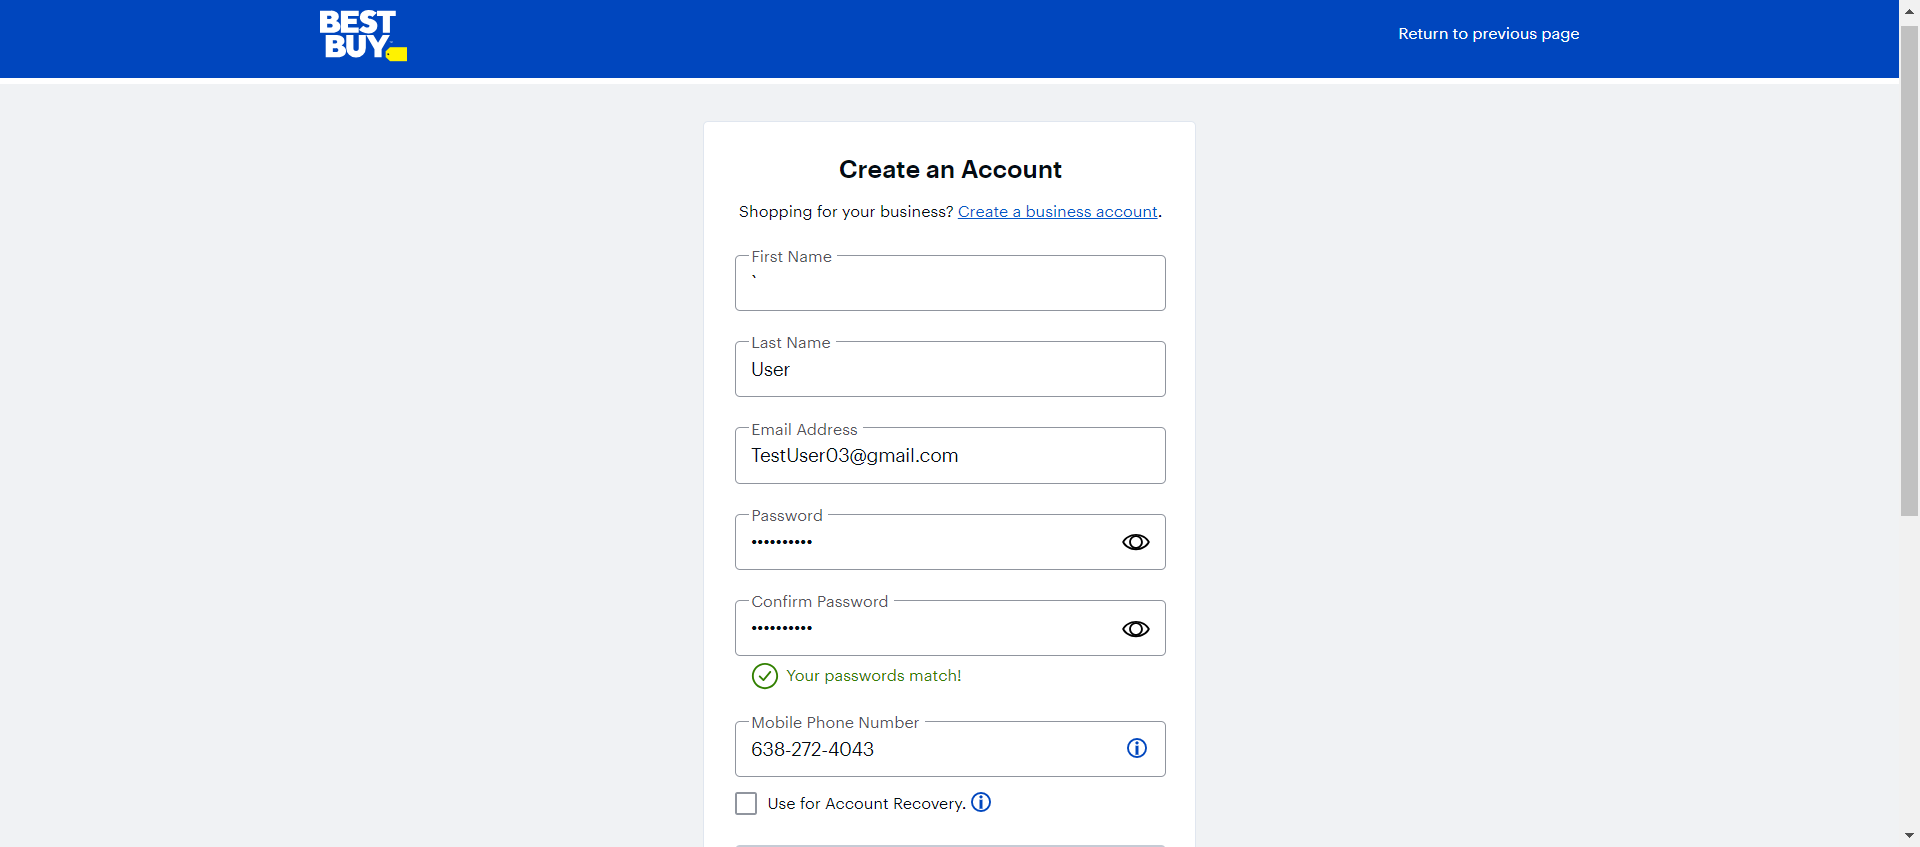 BEST
BUY
Return to previous page
Create an Account
Shopping for your business? Create a business account.
First Name
`
Last Name
User
Email Address
TestUser03@gmail.com
Password
••••••••••
Confirm Password
••••••••••
Your passwords match!
Mobile Phone Number
638-272-4043
Use for Account Recovery.